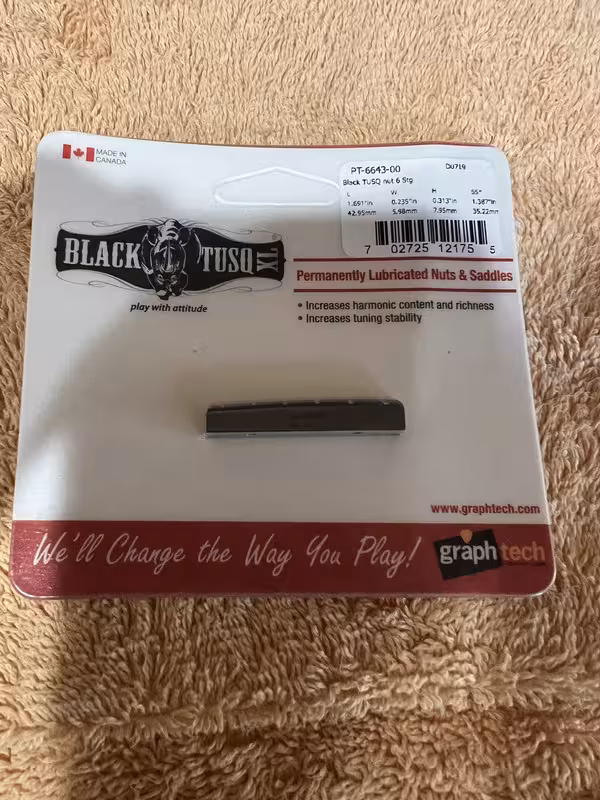 MADE IN
CANADA
PT-6643-00 D0719
Black TUSQ nut 6 Stg
L W H SS*
1.691"in 0.235"in 0.313"in 1.387"in
42.95mm 5.98mm 7.95mm 35.22mm
7 02725 12175 5
BLACK TUSQ XL
play with attitude
Permanently Lubricated Nuts & Saddles
• Increases harmonic content and richness
• Increases tuning stability
www.graphtech.com
We'll Change the Way You Play!
graph tech